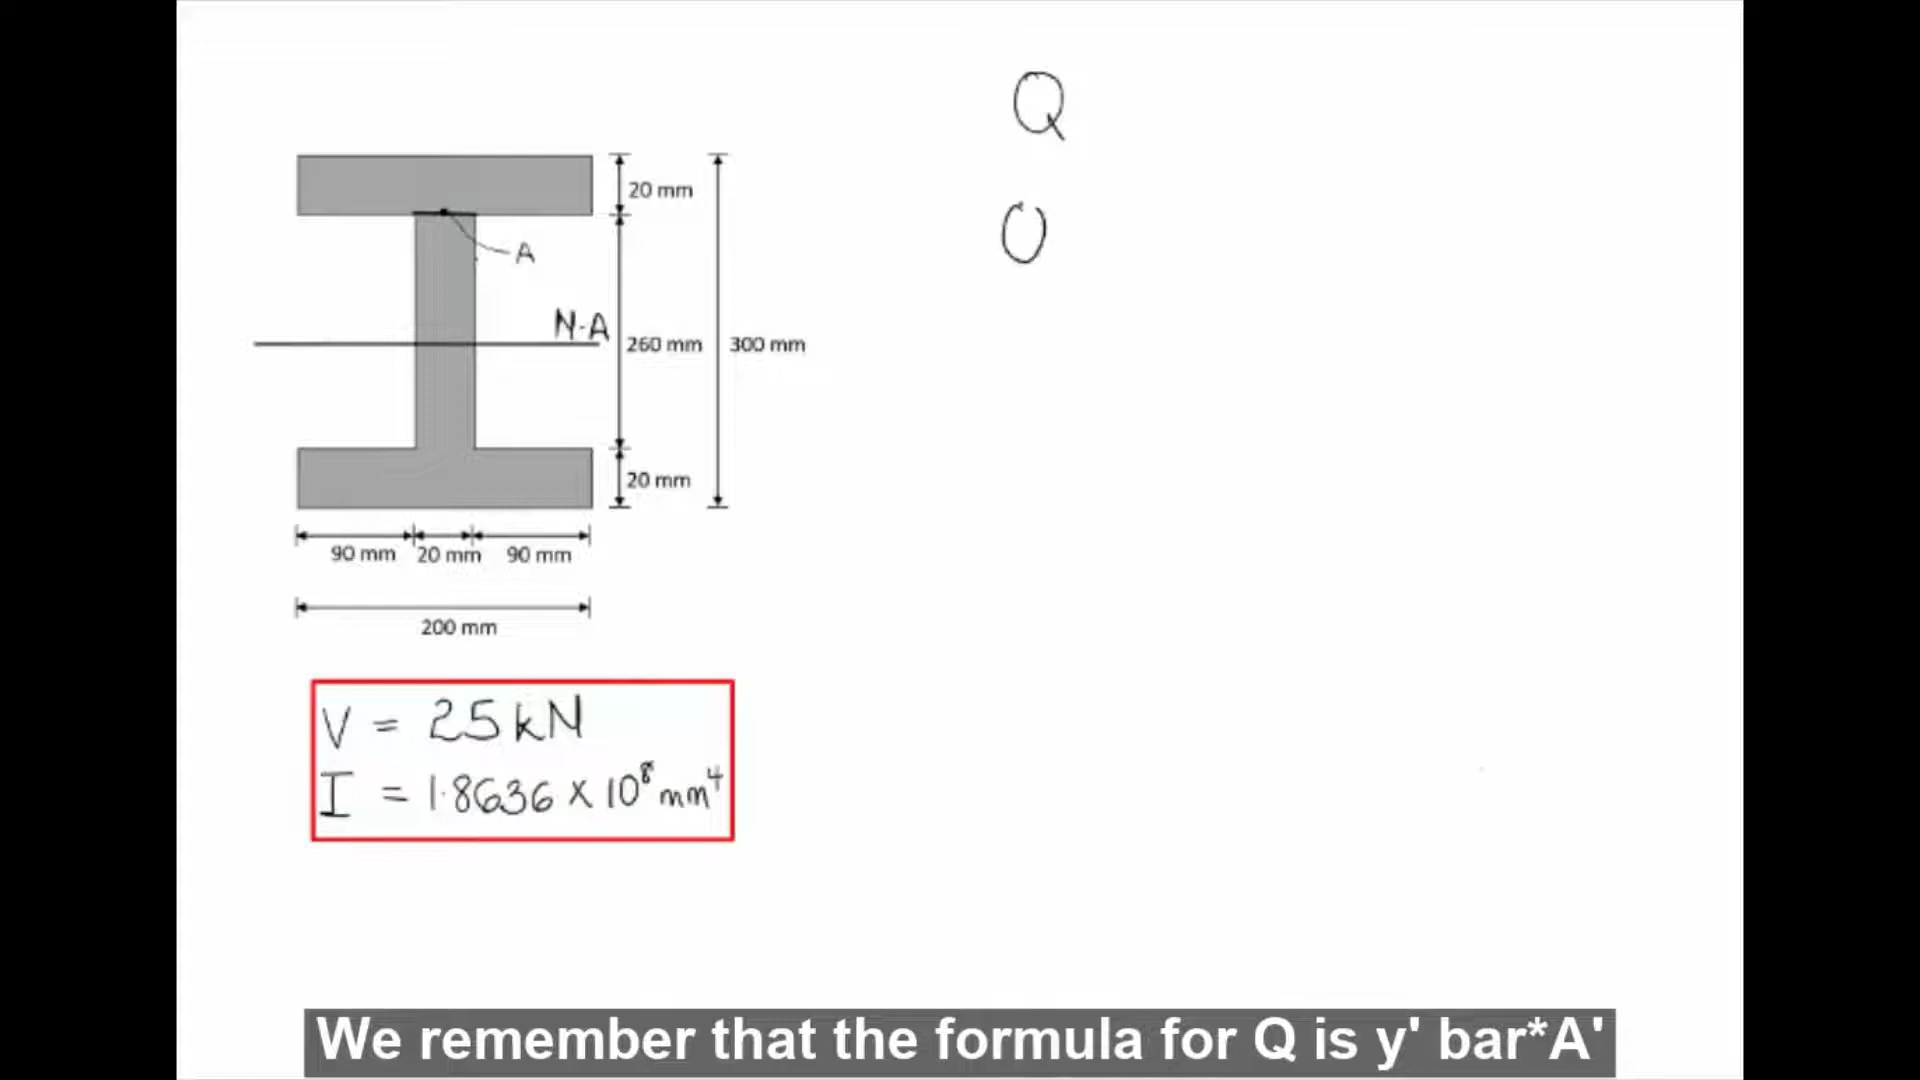 Q
20 mm
O
A
N-A
260 mm
300 mm
20 mm
90 mm 20 mm 90 mm
200 mm
V = 25 kN
I = 1.8636 × 10⁸ mm⁴
We remember that the formula for Q is y' bar*A'